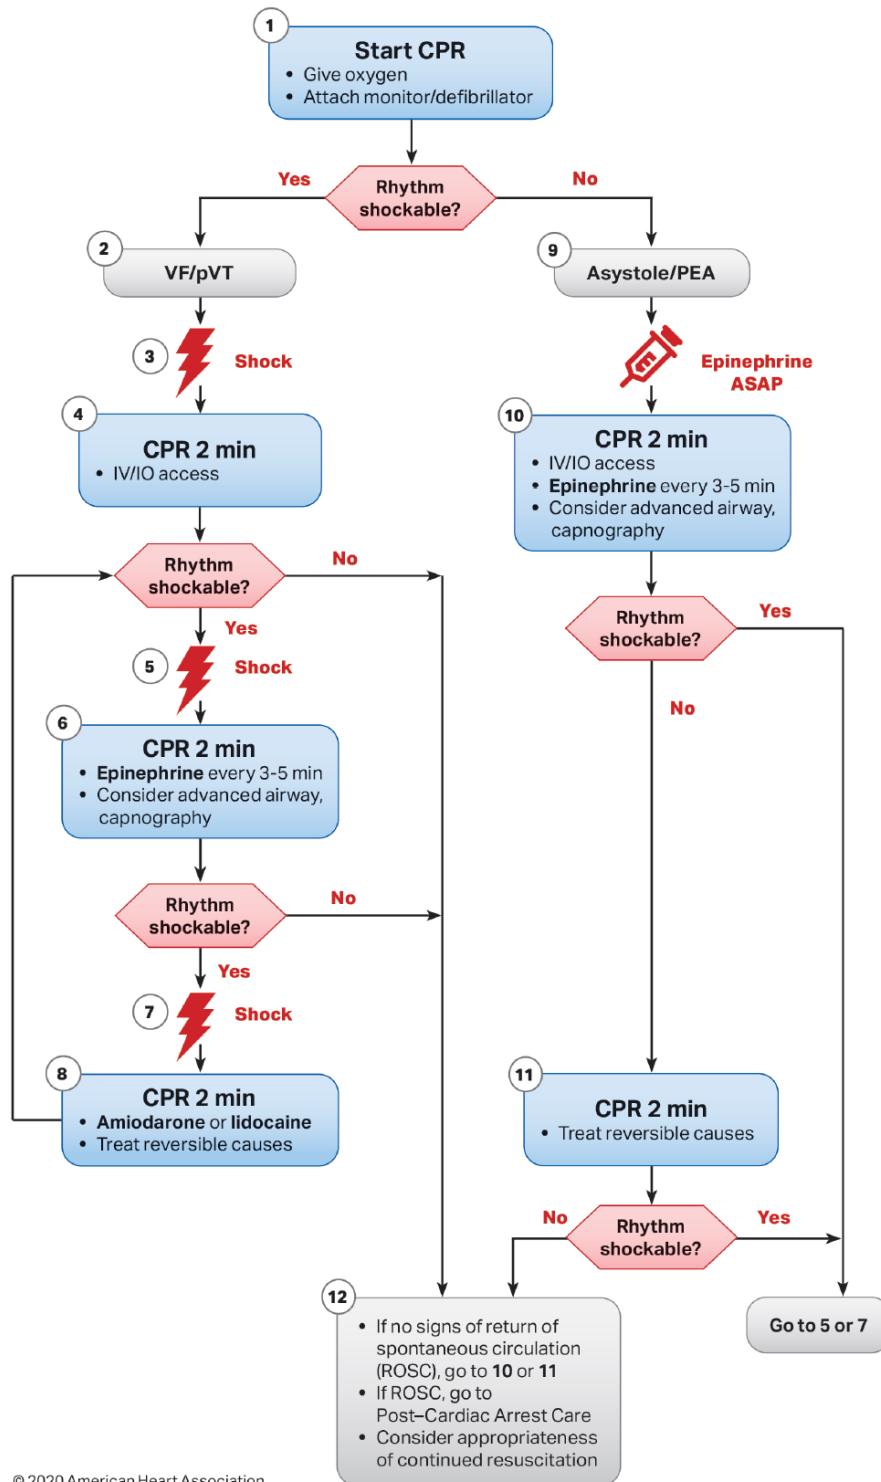 1
Start CPR
• Give oxygen
• Attach monitor/defibrillator
Rhythm
shockable?
Yes
No
2
VF/pVT
3
Shock
4
CPR 2 min
• IV/IO access
Rhythm
shockable?
No
Yes
5
Shock
6
CPR 2 min
• Epinephrine every 3-5 min
• Consider advanced airway,
capnography
Rhythm
shockable?
No
Yes
7
Shock
8
CPR 2 min
• Amiodarone or lidocaine
• Treat reversible causes
9
Asystole/PEA
Epinephrine
ASAP
10
CPR 2 min
• IV/IO access
• Epinephrine every 3-5 min
• Consider advanced airway,
capnography
Rhythm
shockable?
Yes
No
11
CPR 2 min
• Treat reversible causes
Rhythm
shockable?
No
Yes
12
• If no signs of return of
spontaneous circulation
(ROSC), go to 10 or 11
• If ROSC, go to
Post–Cardiac Arrest Care
• Consider appropriateness
of continued resuscitation
Go to 5 or 7
© 2020 American Heart Association